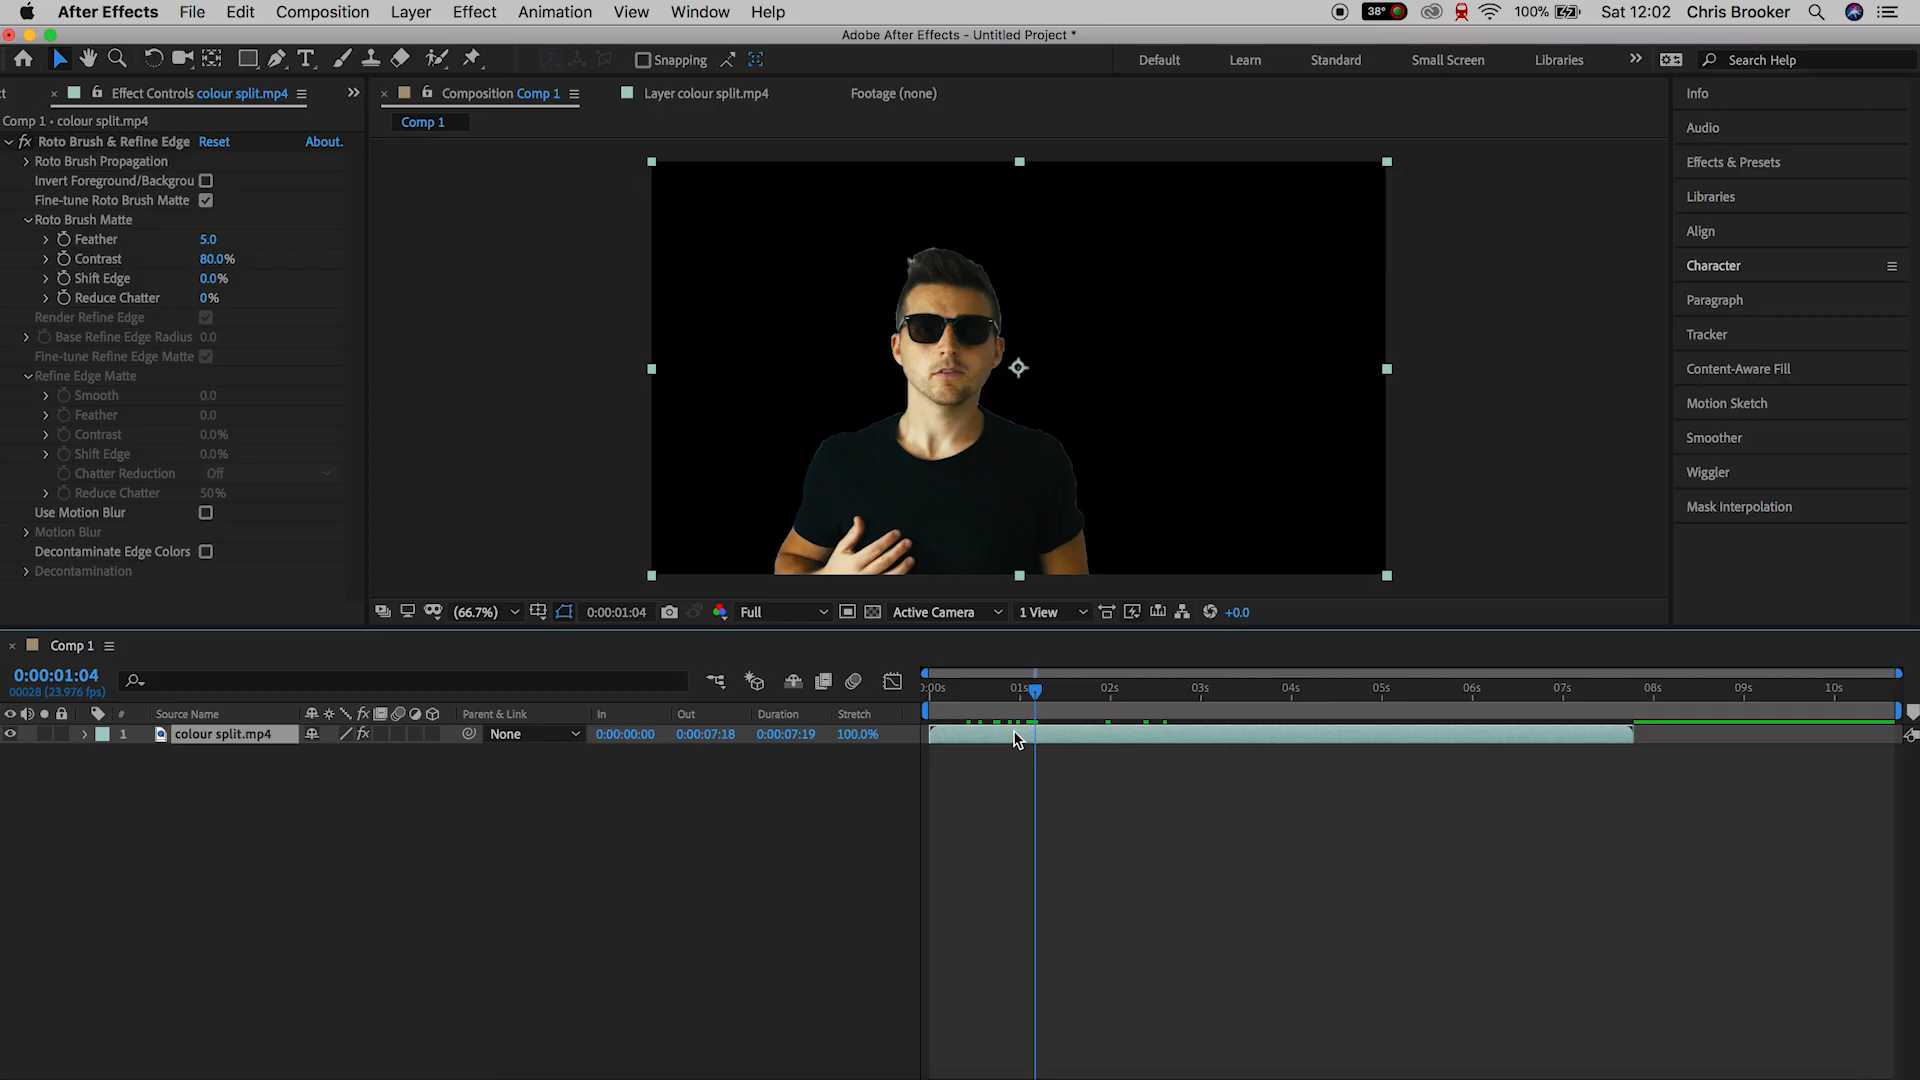 After Effects File Edit Composition Layer Effect Animation View Window Help 38° 100% Sat 12:02 Chris Brooker
Adobe After Effects - Untitled Project *
Snapping Default Learn Standard Small Screen Libraries Search Help
Effect Controls colour split.mp4 Composition Comp 1 Layer colour split.mp4 Footage (none)
Comp 1 • colour split.mp4
Comp 1
Roto Brush & Refine Edge Reset About.
Roto Brush Propagation
Invert Foreground/Backgrou
Fine-tune Roto Brush Matte
Roto Brush Matte
Feather 5.0
Contrast 80.0%
Shift Edge 0.0%
Reduce Chatter 0%
Render Refine Edge
Base Refine Edge Radius 0.0
Fine-tune Refine Edge Matte
Refine Edge Matte
Smooth 0.0
Feather 0.0
Contrast 0.0%
Shift Edge 0.0%
Chatter Reduction Off
Reduce Chatter 50%
Use Motion Blur
Motion Blur
Decontaminate Edge Colors
Decontamination
Info
Audio
Effects & Presets
Libraries
Align
Character
Paragraph
Tracker
Content-Aware Fill
Motion Sketch
Smoother
Wiggler
Mask Interpolation
(66.7%) 0:00:01:04 Full Active Camera 1 View +0.0
Comp 1
0:00:01:04
00028 (23.976 fps)
0:00s 01s 02s 03s 04s 05s 06s 07s 08s 09s 10s
# Source Name fx Parent & Link In Out Duration Stretch
1 colour split.mp4 fx None 0:00:00:00 0:00:07:18 0:00:07:19 100.0%